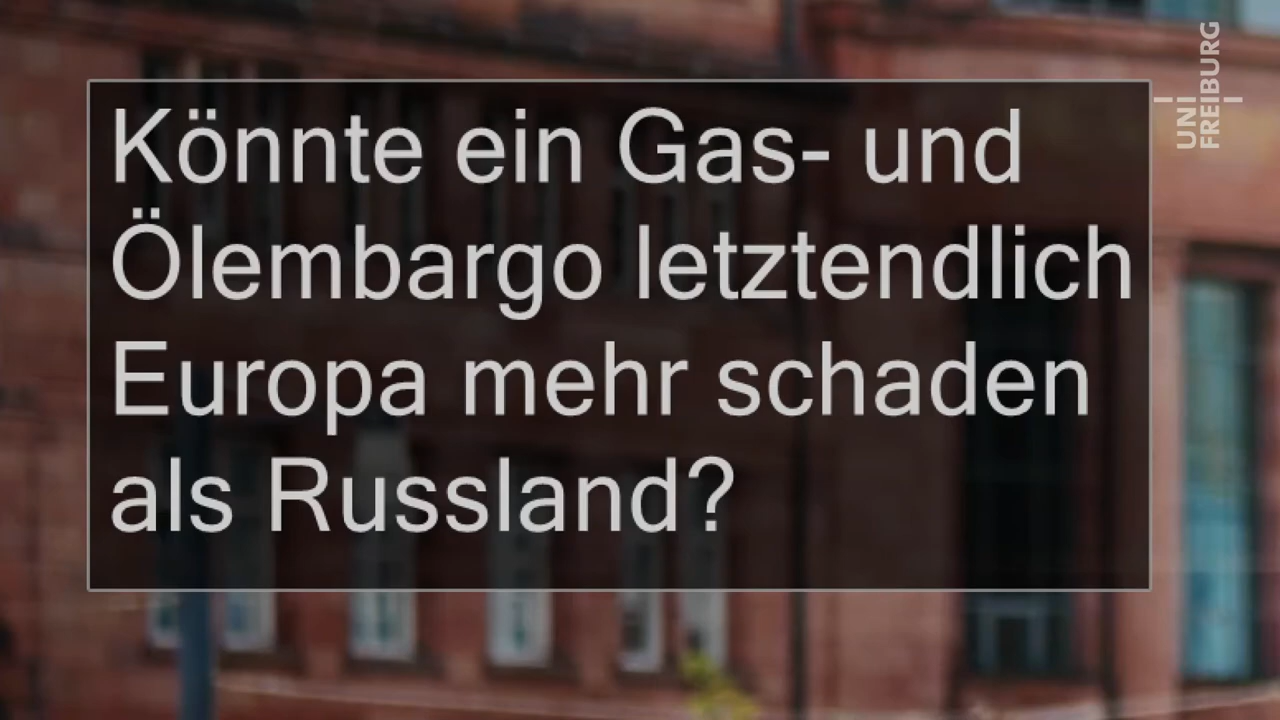 Könnte ein Gas- und
Ölembargo letztendlich
Europa mehr schaden
als Russland?
UNI
FREIBURG